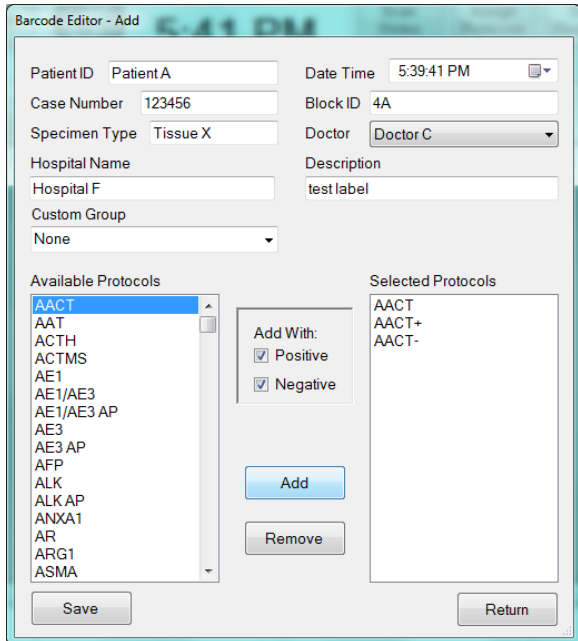 Barcode Editor - Add
5:41 PM
Patient ID Patient A
Date Time 5:39:41 PM
Case Number 123456
Block ID 4A
Specimen Type Tissue X
Doctor Doctor C
Hospital Name
Description
Hospital F
test label
Custom Group
None
Available Protocols
Selected Protocols
AACT
AAT
ACTH
ACTMS
AE1
AE1/AE3
AE1/AE3 AP
AE3
AE3 AP
AFP
ALK
ALK AP
ANXA1
AR
ARG1
ASMA
Add With:
Positive
Negative
Add
Remove
AACT
AACT+
AACT-
Save
Return